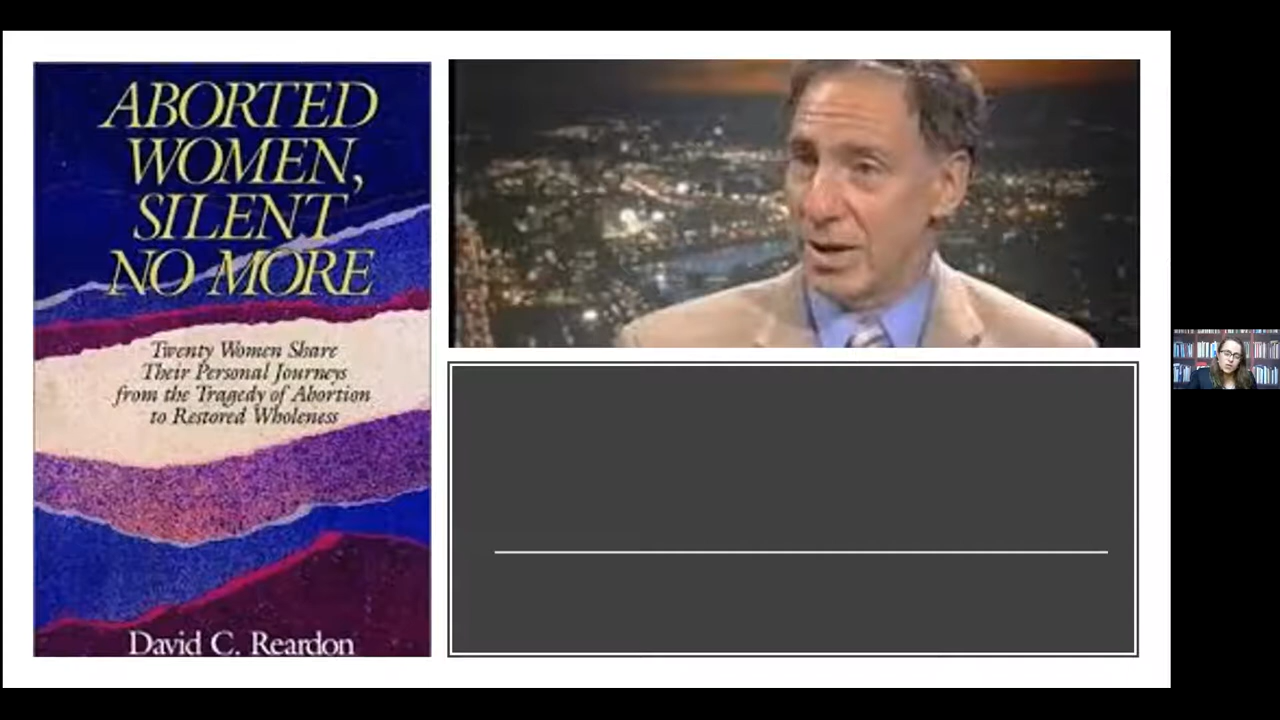 ABORTED
WOMEN,
SILENT
NO MORE
Twenty Women Share
Their Personal Journeys
from the Tragedy of Abortion
to Restored Wholeness
David C. Reardon